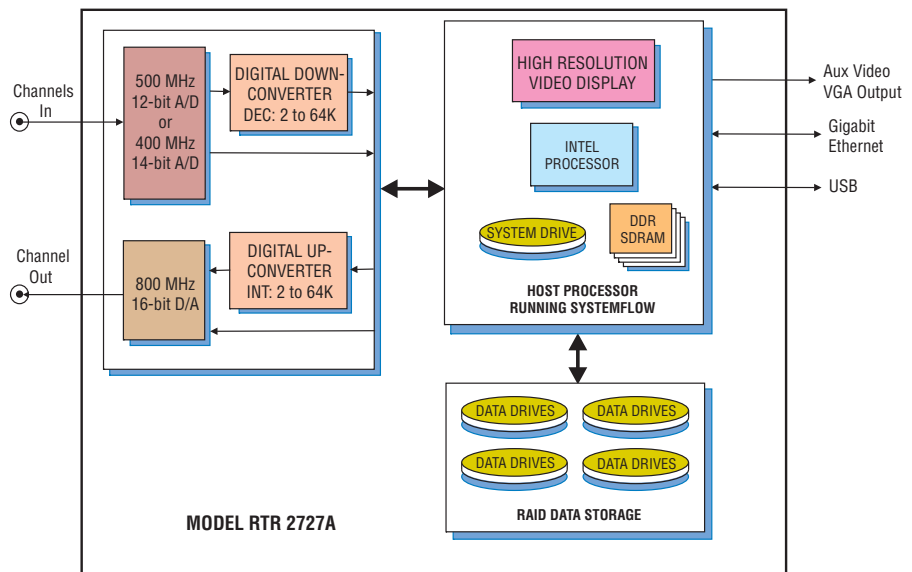 Channels
In
500 MHz
12-bit A/D
or
400 MHz
14-bit A/D
DIGITAL DOWN-
CONVERTER
DEC: 2 to 64K
Channel
Out
800 MHz
16-bit D/A
DIGITAL UP-
CONVERTER
INT: 2 to 64K
HIGH RESOLUTION
VIDEO DISPLAY
INTEL
PROCESSOR
SYSTEM DRIVE
DDR
SDRAM
HOST PROCESSOR
RUNNING SYSTEMFLOW
Aux Video
VGA Output
Gigabit
Ethernet
USB
DATA DRIVES
DATA DRIVES
DATA DRIVES
DATA DRIVES
RAID DATA STORAGE
MODEL RTR 2727A